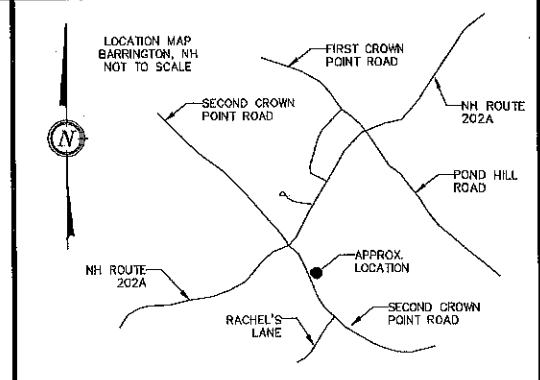 LOCATION MAP
BARRINGTON, NH
NOT TO SCALE
FIRST CROWN
POINT ROAD
SECOND CROWN
POINT ROAD
NH ROUTE
202A
N
POND HILL
ROAD
APPROX.
LOCATION
NH ROUTE
202A
RACHEL'S
LANE
SECOND CROWN
POINT ROAD